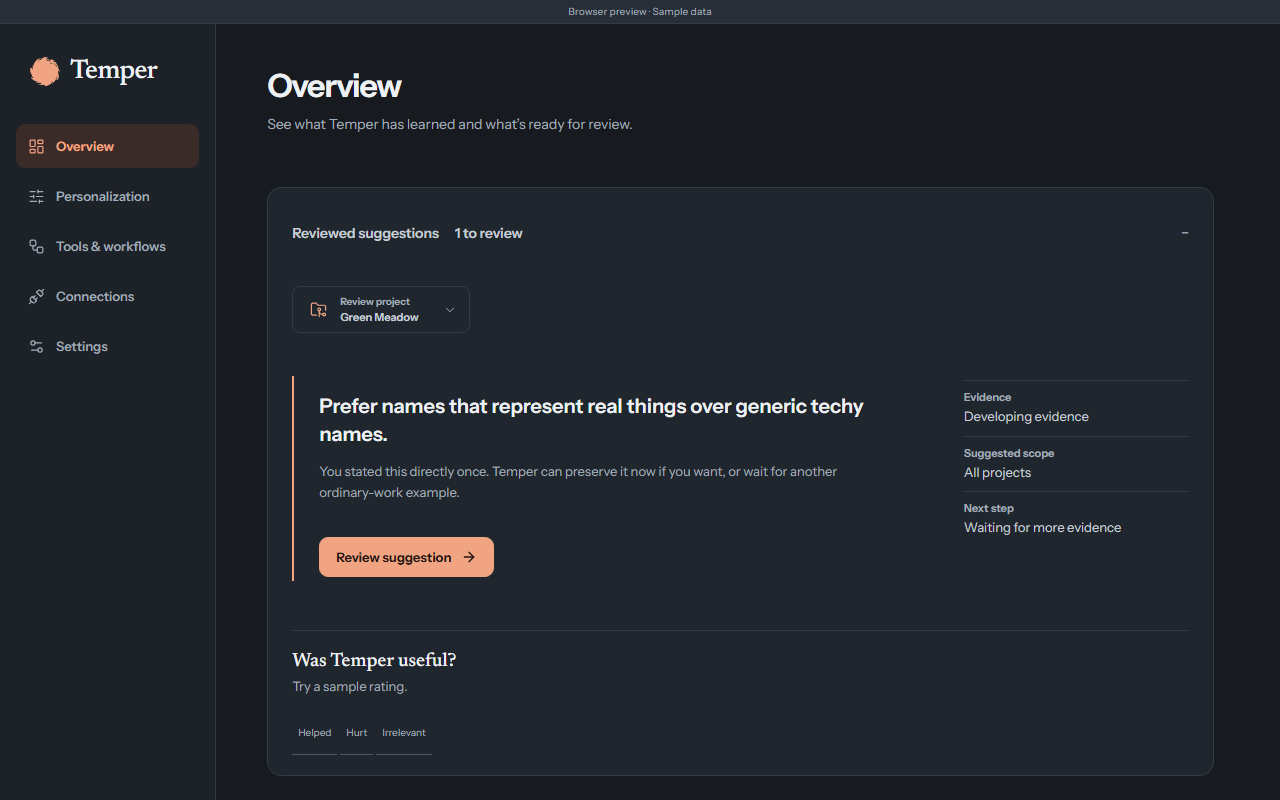 Browser preview · Sample data
Temper
Overview
Personalization
Tools & workflows
Connections
Settings
Overview
See what Temper has learned and what's ready for review.
Reviewed suggestions 1 to review
Review project
Green Meadow
Prefer names that represent real things over generic techy
names.
You stated this directly once. Temper can preserve it now if you want, or wait for another
ordinary-work example.
Review suggestion
Evidence
Developing evidence
Suggested scope
All projects
Next step
Waiting for more evidence
Was Temper useful?
Try a sample rating.
Helped Hurt Irrelevant